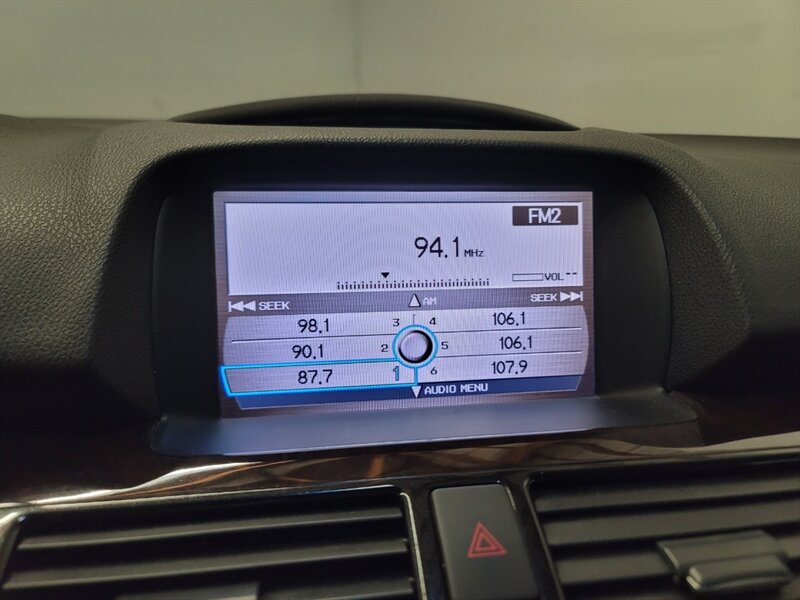 FM2
94.1 MHz
VOL --
SEEK
AM
SEEK
98.1 3 4 106.1
90.1 2 5 106.1
87.7 1 6 107.9
AUDIO MENU